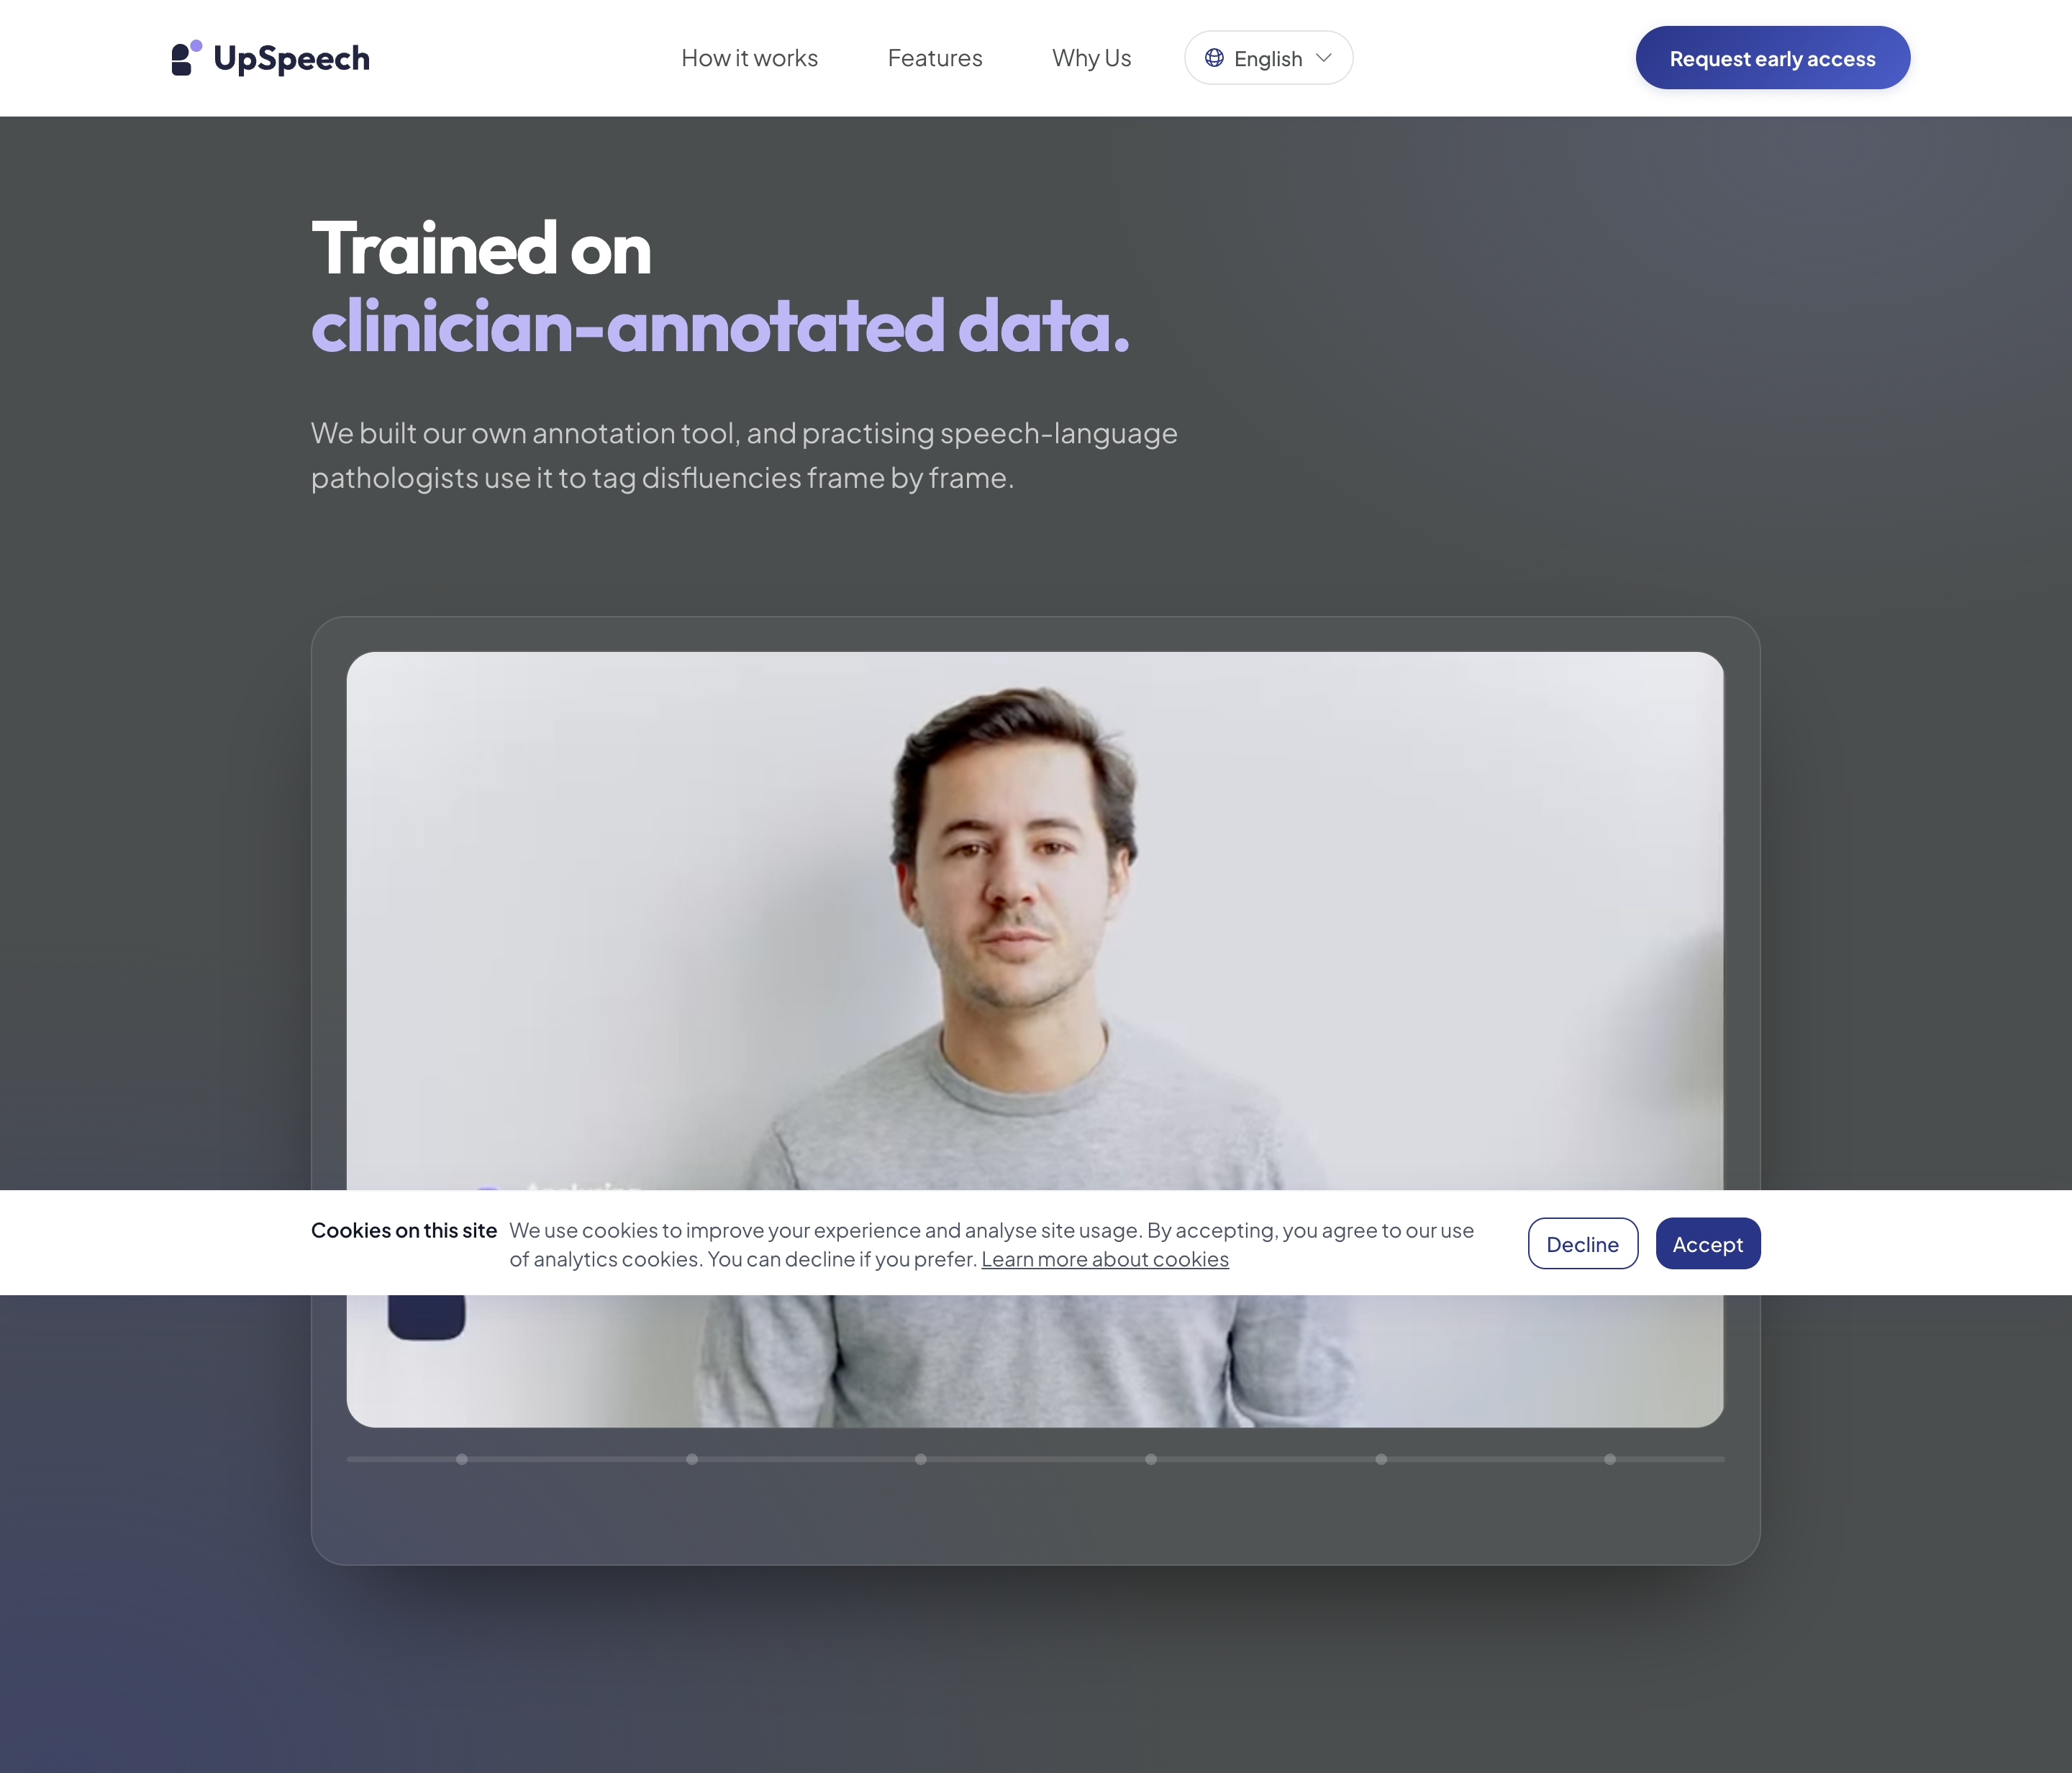 UpSpeech
How it works
Features
Why Us
English
Request early access
Trained on
clinician-annotated data.
We built our own annotation tool, and practising speech-language
pathologists use it to tag disfluencies frame by frame.
Cookies on this site
We use cookies to improve your experience and analyse site usage. By accepting, you agree to our use
of analytics cookies. You can decline if you prefer. Learn more about cookies
Decline
Accept